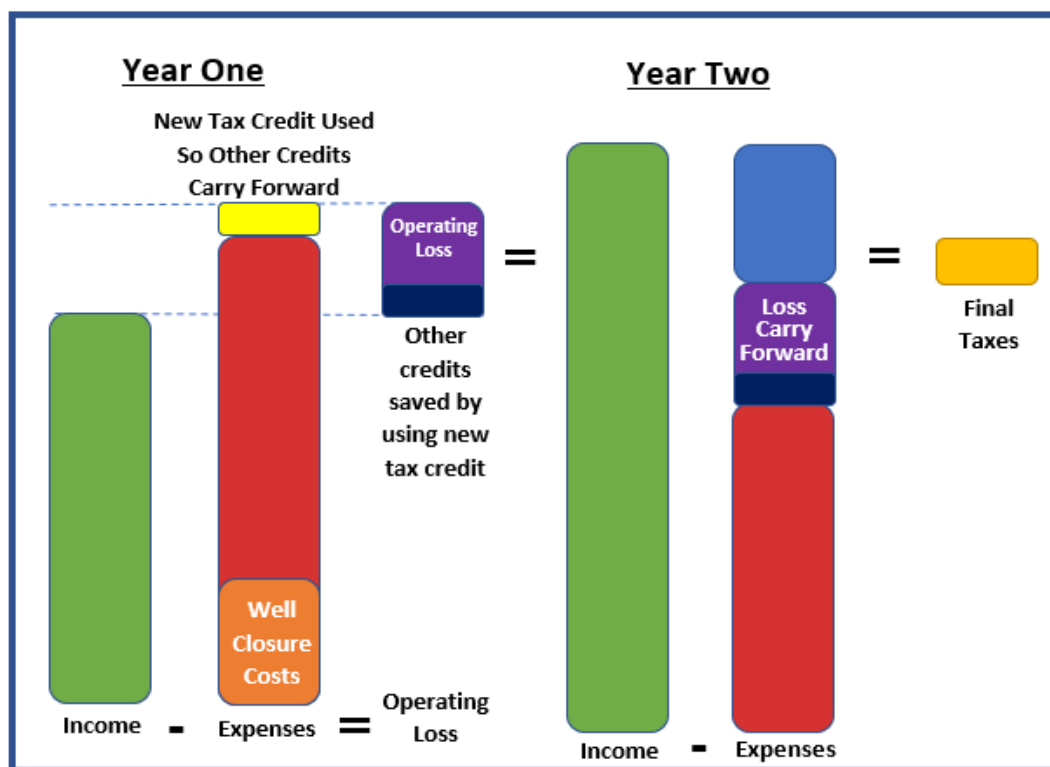 Year One
New Tax Credit Used
So Other Credits
Carry Forward
Operating
Loss
Other
credits
saved by
using new
tax credit
Well
Closure
Costs
Income - Expenses = Operating
Loss
=
Year Two
Loss
Carry
Forward
Income - Expenses
=
Final
Taxes